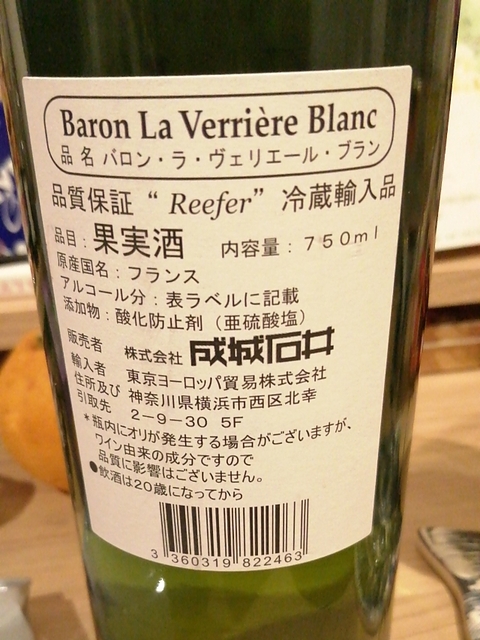 Baron La Verrière Blanc
品 名 バロン・ラ・ヴェリエール・ブラン
品質保証 “ Reefer” 冷蔵輸入品
品目：果実酒 内容量：７５０ｍｌ
原産国名：フランス
アルコール分：表ラベルに記載
添加物：酸化防止剤（亜硫酸塩）
販売者 株式会社 成城石井
輸入者 東京ヨーロッパ貿易株式会社
住所及び 神奈川県横浜市西区北幸
引取先 2－9－30 5F
＊瓶内にオリが発生する場合がございますが、
ワイン由来の成分ですので
品質に影響はございません。
●飲酒は20歳になってから
3 360319 822463